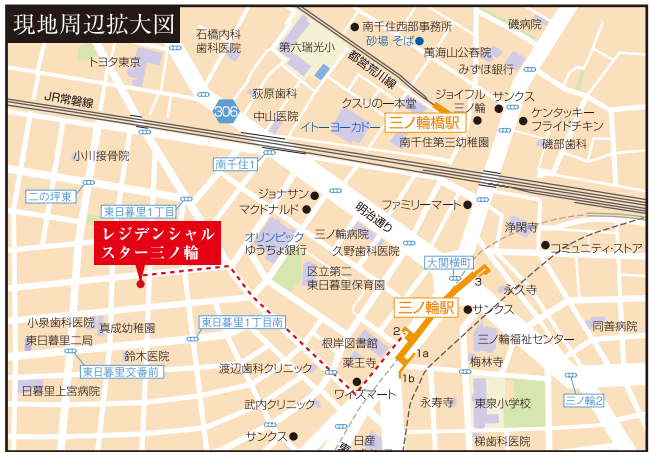 現地周辺拡大図
石橋内科
歯科医院
第六瑞光小
南千住西部事務所
砂場 そば
磯病院
萬海山公春院
みずほ銀行
トヨタ東京
都営荒川線
JR常磐線
荻原歯科
306
中山医院
クスリの一本堂
イトーヨーカドー
ジョイフル
三ノ輪
サンクス
三ノ輪橋駅
ケンタッキー
フライドチキン
南千住第三幼稚園
磯部歯科
小川接骨院
南千住1
二の坪東
東日暮里1丁目
ジョナサン
マクドナルド
明治通り
ファミリーマート
レジデンシャル
スター三ノ輪
オリンピック
ゆうちょ銀行
三ノ輪病院
久野歯科医院
浄閑寺
コミュニティ・ストア
大関横町
区立第二
東日暮里保育園
3
永久寺
三ノ輪駅
サンクス
小泉歯科医院
東日暮里二局
真成幼稚園
東日暮里1丁目南
2
根岸図書館
三ノ輪福祉センター
同善病院
鈴木医院
薬王寺
1a
梅林寺
東日暮里交番前
渡辺歯科クリニック
1b
日暮里上宮病院
ワイズマート
武内クリニック
永寿寺
東泉小学校
三ノ輪2
サンクス
日産
梯歯科医院